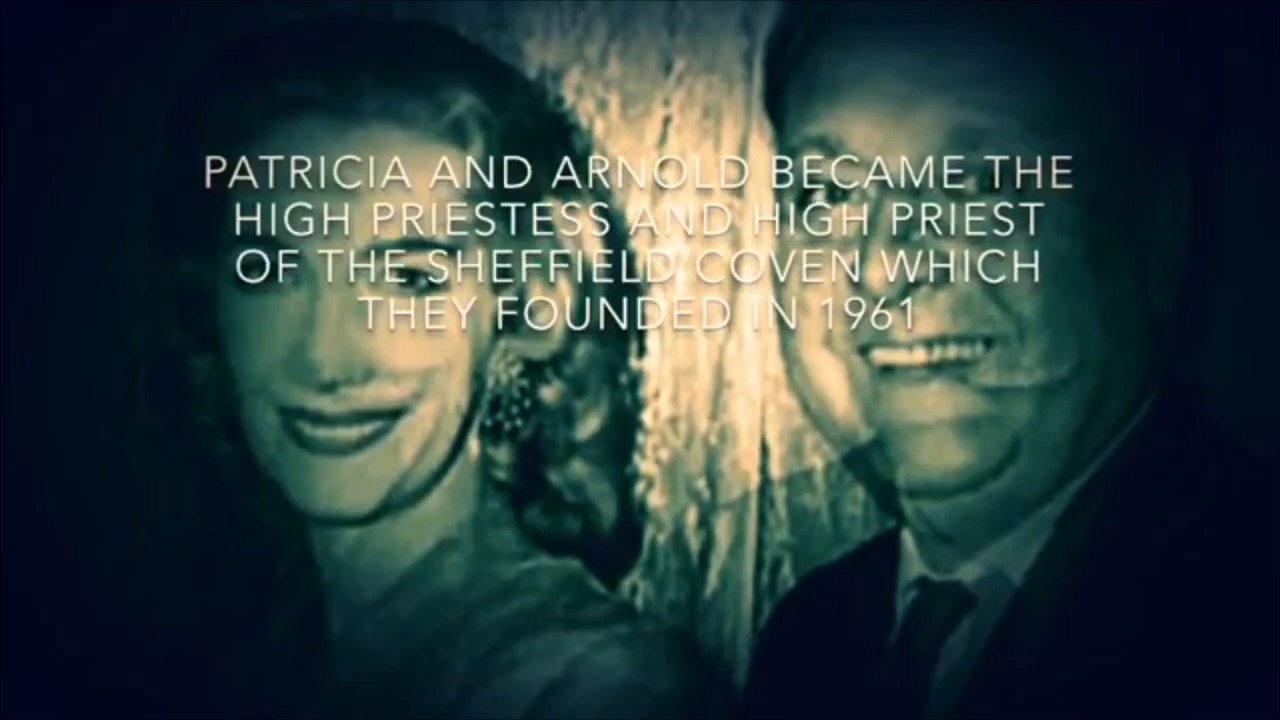 PATRICIA AND ARNOLD BECAME THE
HIGH PRIESTESS AND HIGH PRIEST
OF THE SHEFFIELD COVEN WHICH
THEY FOUNDED IN 1961